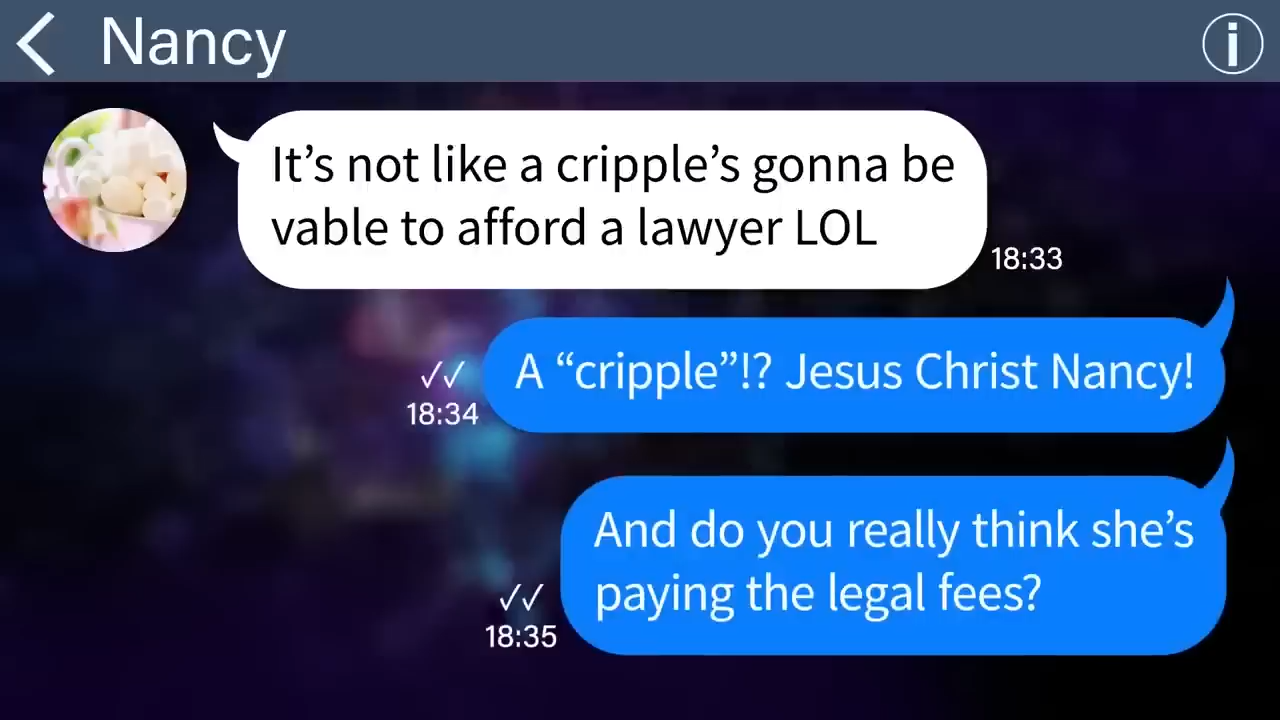 Nancy
It’s not like a cripple’s gonna be
vable to afford a lawyer LOL
18:33
A “cripple”!? Jesus Christ Nancy!
18:34
And do you really think she’s
paying the legal fees?
18:35